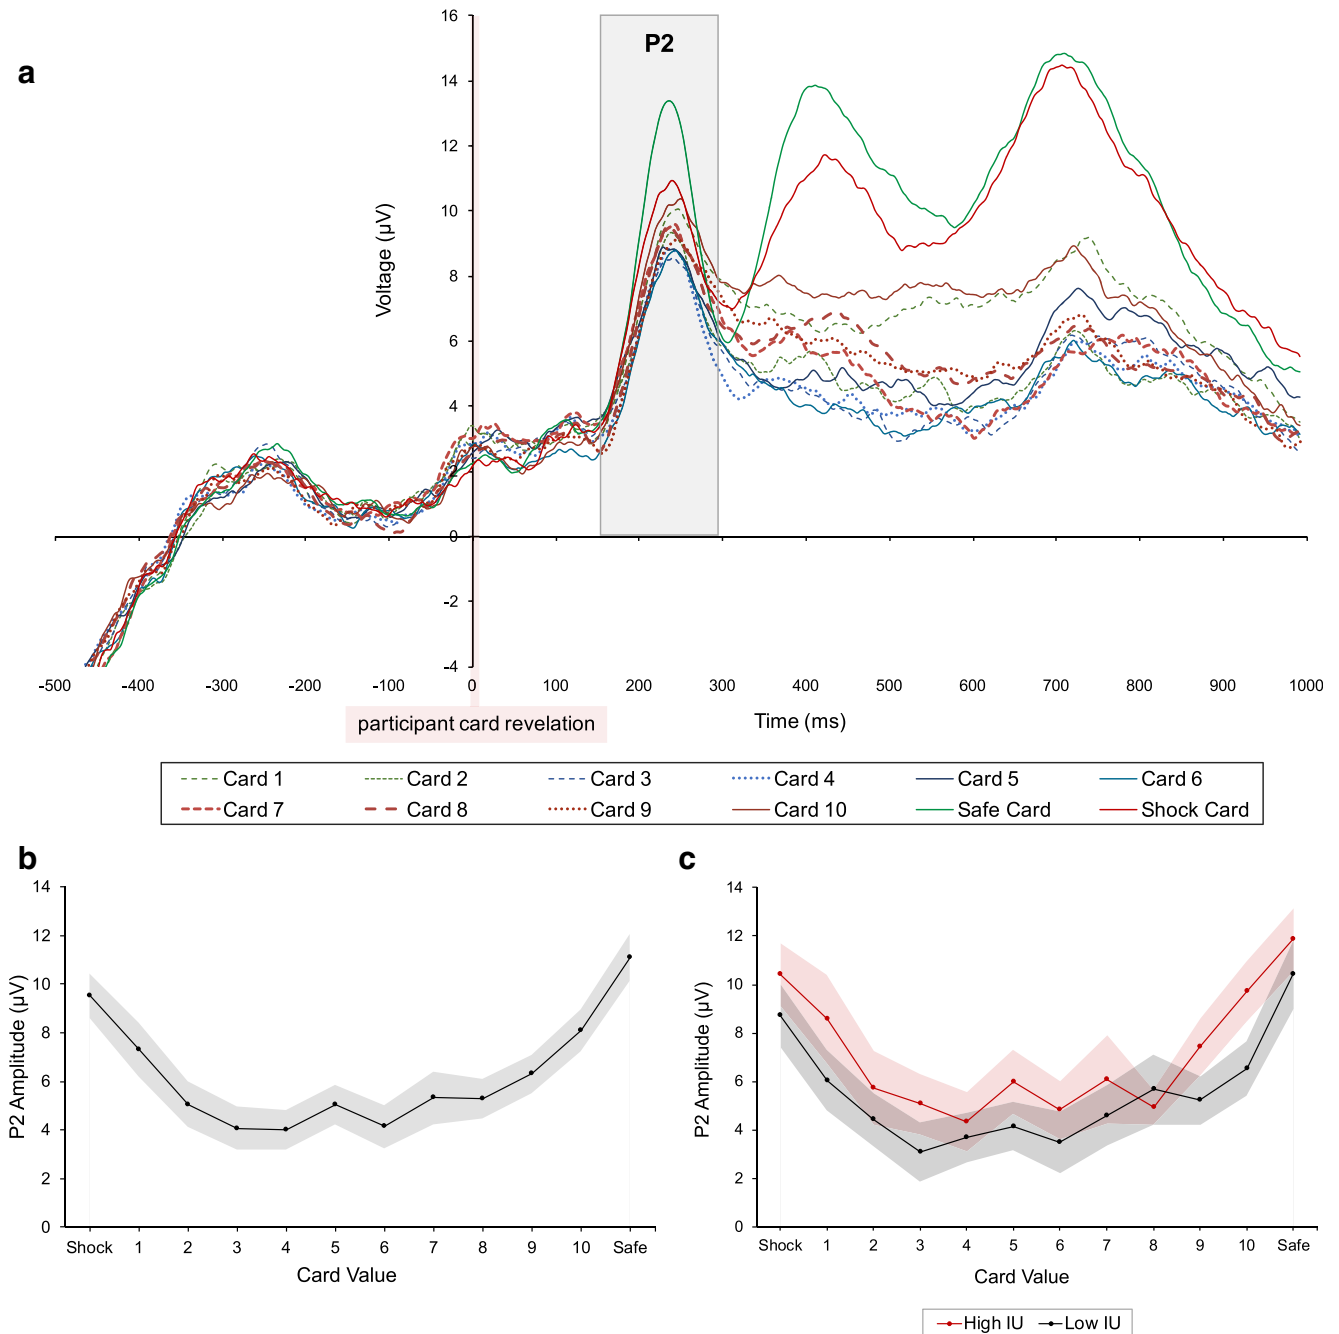 a
P2
16
14
12
10
8
6
4
2
0
-2
-4
Voltage (µV)
-500 -400 -300 -200 -100 0 100 200 300 400 500 600 700 800 900 1000
participant card revelation
Time (ms)
Card 1 Card 2 Card 3 Card 4 Card 5 Card 6
Card 7 Card 8 Card 9 Card 10 Safe Card Shock Card
b
14
12
10
8
6
4
2
0
P2 Amplitude (µV)
Shock 1 2 3 4 5 6 7 8 9 10 Safe
Card Value
c
14
12
10
8
6
4
2
0
P2 Amplitude (µV)
Shock 1 2 3 4 5 6 7 8 9 10 Safe
Card Value
High IU Low IU